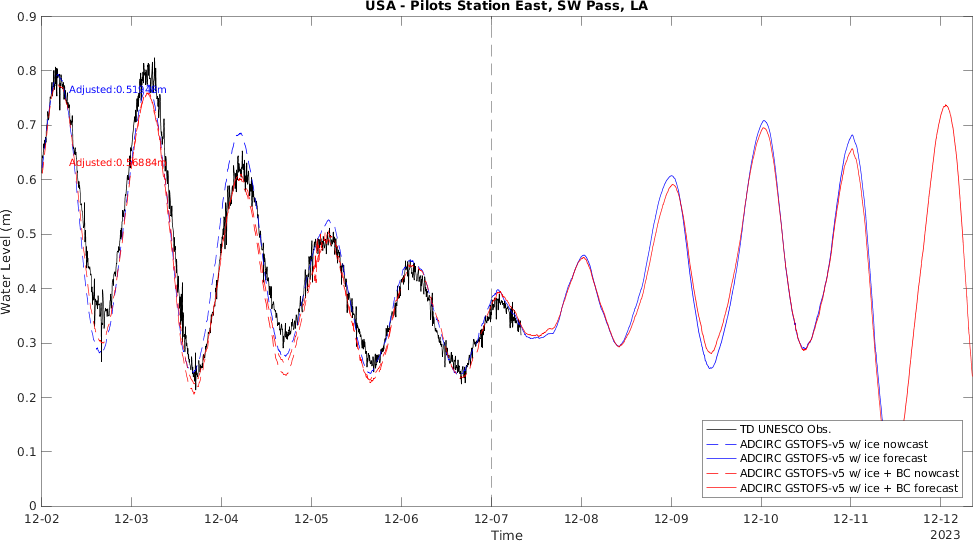 USA - Pilots Station East, SW Pass, LA
0.9
0.8
Adjusted:0.51
0.7
Adjusted:0.56884m
0.6
0.5
0.4
0.3
0.2
0.1
0
Water Level (m)
TD UNESCO Obs.
ADCIRC GSTOFS-v5 w/ ice nowcast
ADCIRC GSTOFS-v5 w/ ice forecast
ADCIRC GSTOFS-v5 w/ ice + BC nowcast
ADCIRC GSTOFS-v5 w/ ice + BC forecast
12-02 12-03 12-04 12-05 12-06 12-07 12-08 12-09 12-10 12-11 12-12
Time
2023